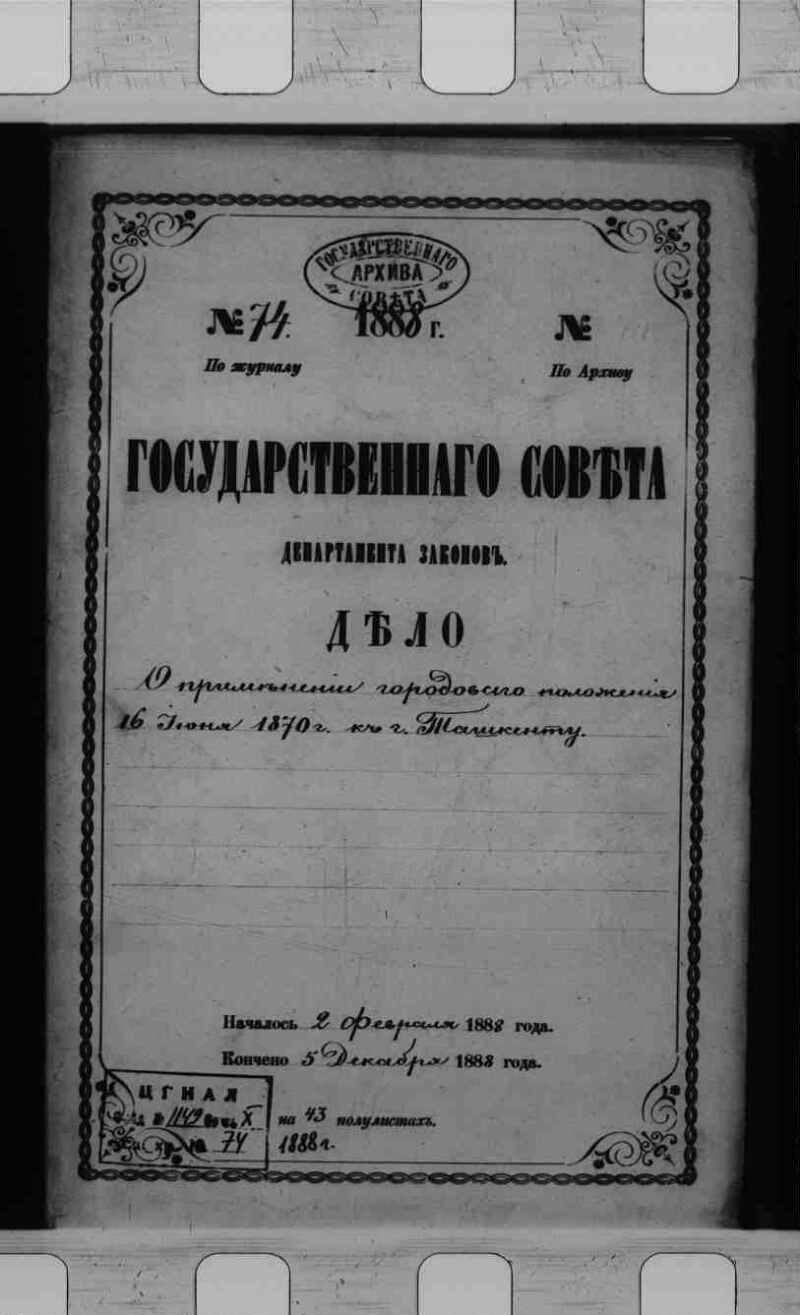 ГОСУДАРСТВЕННАГО
АРХИВА
СОВѢТА
№ 74. 1888 г. №
По журналу По Архиву
ГОСУДАРСТВЕННАГО СОВѢТА
ДЕПАРТАМЕНТА ЗАКОНОВЪ.
ДѢЛО
О примѣненіи городоваго положенія
16 Іюня 1870 г. къ г. Ташкенту.
Началось 2 Февраля 1888 года.
Кончено 5 Декабря 1888 года.
ЦГИАЛ
1149 X на 43 полулистахъ.
74 1888 г.